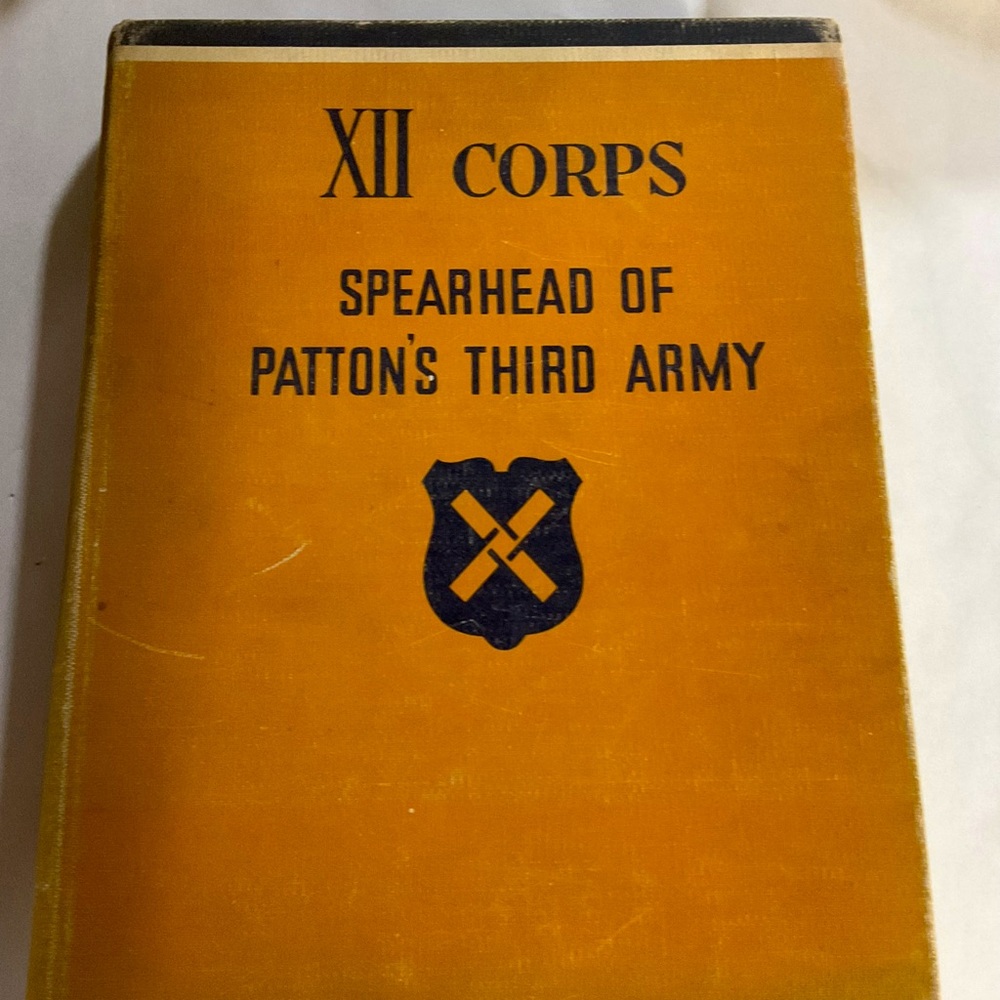 XII CORPS
SPEARHEAD OF
PATTON'S THIRD ARMY